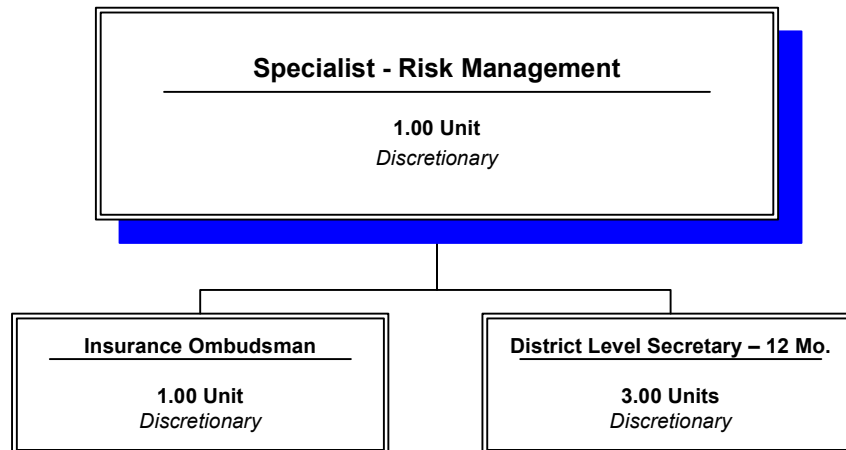 Specialist - Risk Management
1.00 Unit
Discretionary
Insurance Ombudsman
1.00 Unit
Discretionary
District Level Secretary – 12 Mo.
3.00 Units
Discretionary